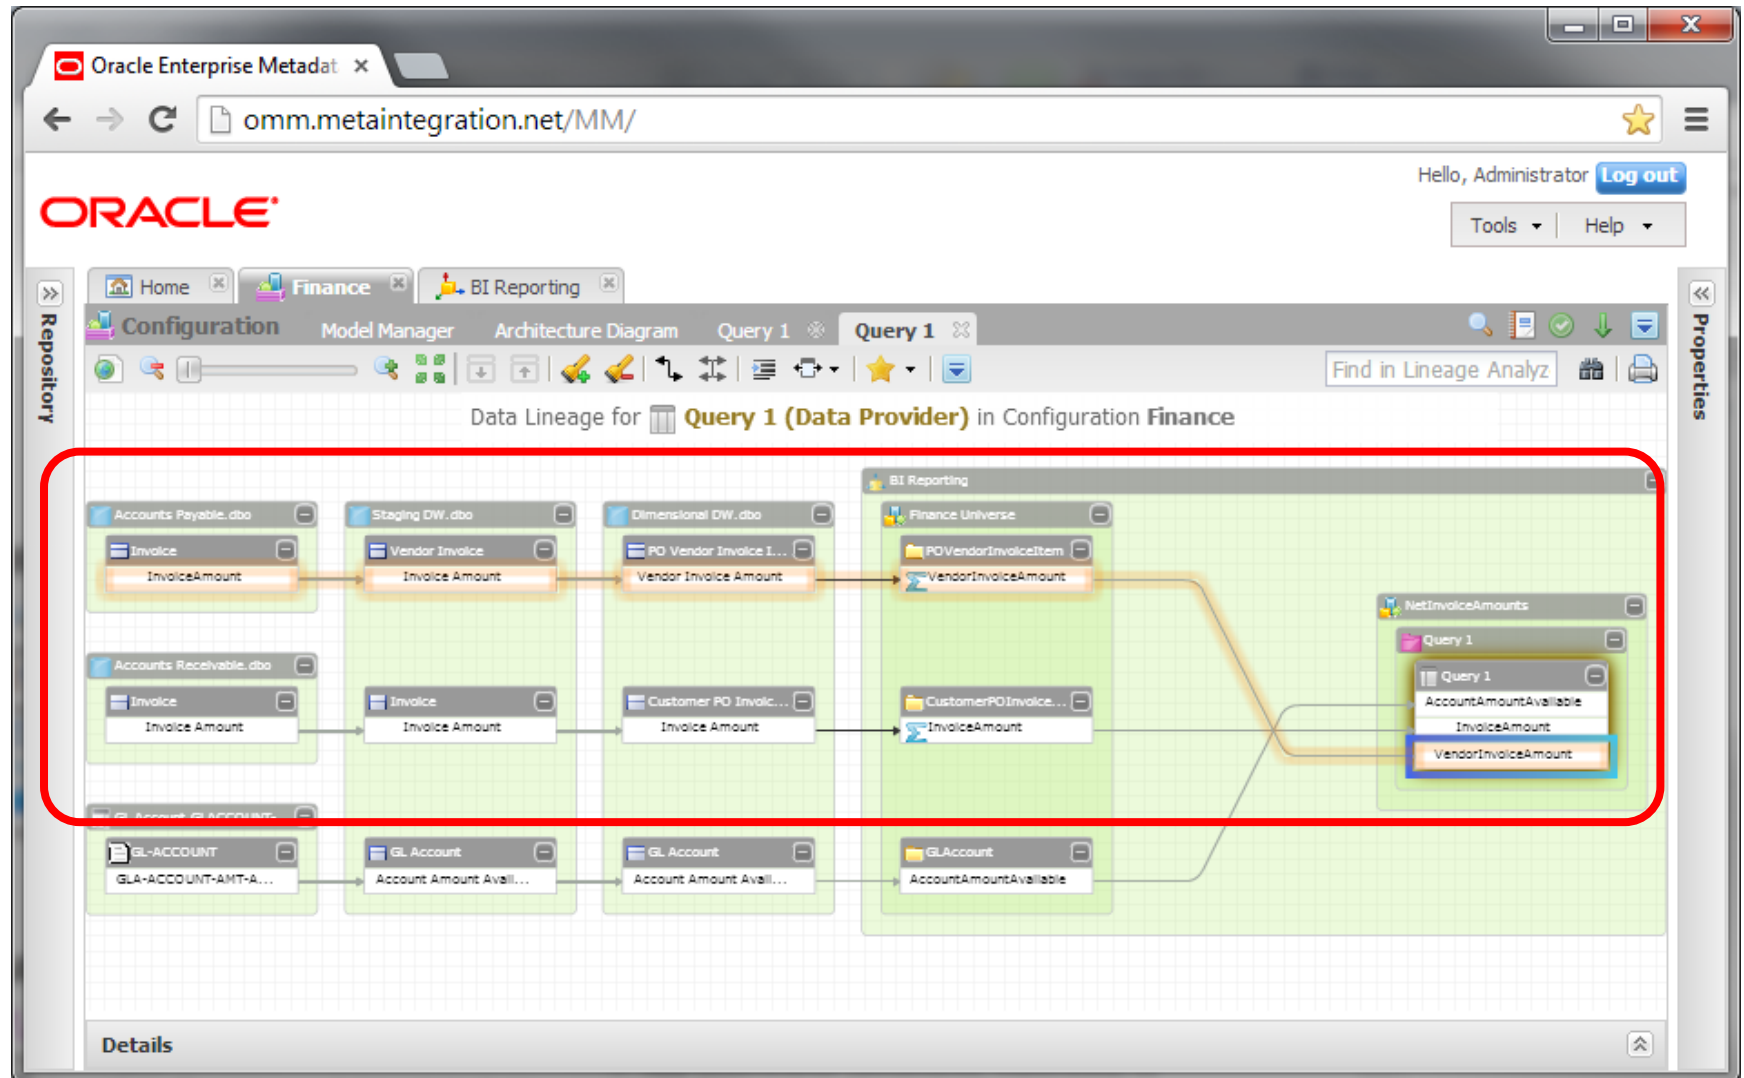 Oracle Enterprise Metadat
omm.metaintegration.net/MM/
Hello, Administrator Log out
ORACLE
Tools Help
Home Finance BI Reporting
Repository
Properties
Configuration Model Manager Architecture Diagram Query 1 Query 1
Find in Lineage Analyz
Data Lineage for Query 1 (Data Provider) in Configuration Finance
BI Reporting
Accounts Payable.dbo Staging DW.dbo Dimensional DW.dbo Finance Universe
Invoice Vendor Invoice PO Vendor Invoice I... POVendorInvoiceItem
InvoiceAmount Invoice Amount Vendor Invoice Amount VendorInvoiceAmount
NetInvoiceAmounts
Query 1
Accounts Receivable.dbo
Query 1
Invoice Invoice Customer PO Invoic... CustomerPOInvoice... AccountAmountAvailable
Invoice Amount Invoice Amount Invoice Amount InvoiceAmount InvoiceAmount
VendorInvoiceAmount
GL Account.GLACCOUNT-
GL-ACCOUNT GL Account GL Account GLAccount
GLA-ACCOUNT-AMT-A... Account Amount Avail... Account Amount Avail... AccountAmountAvailable
Details